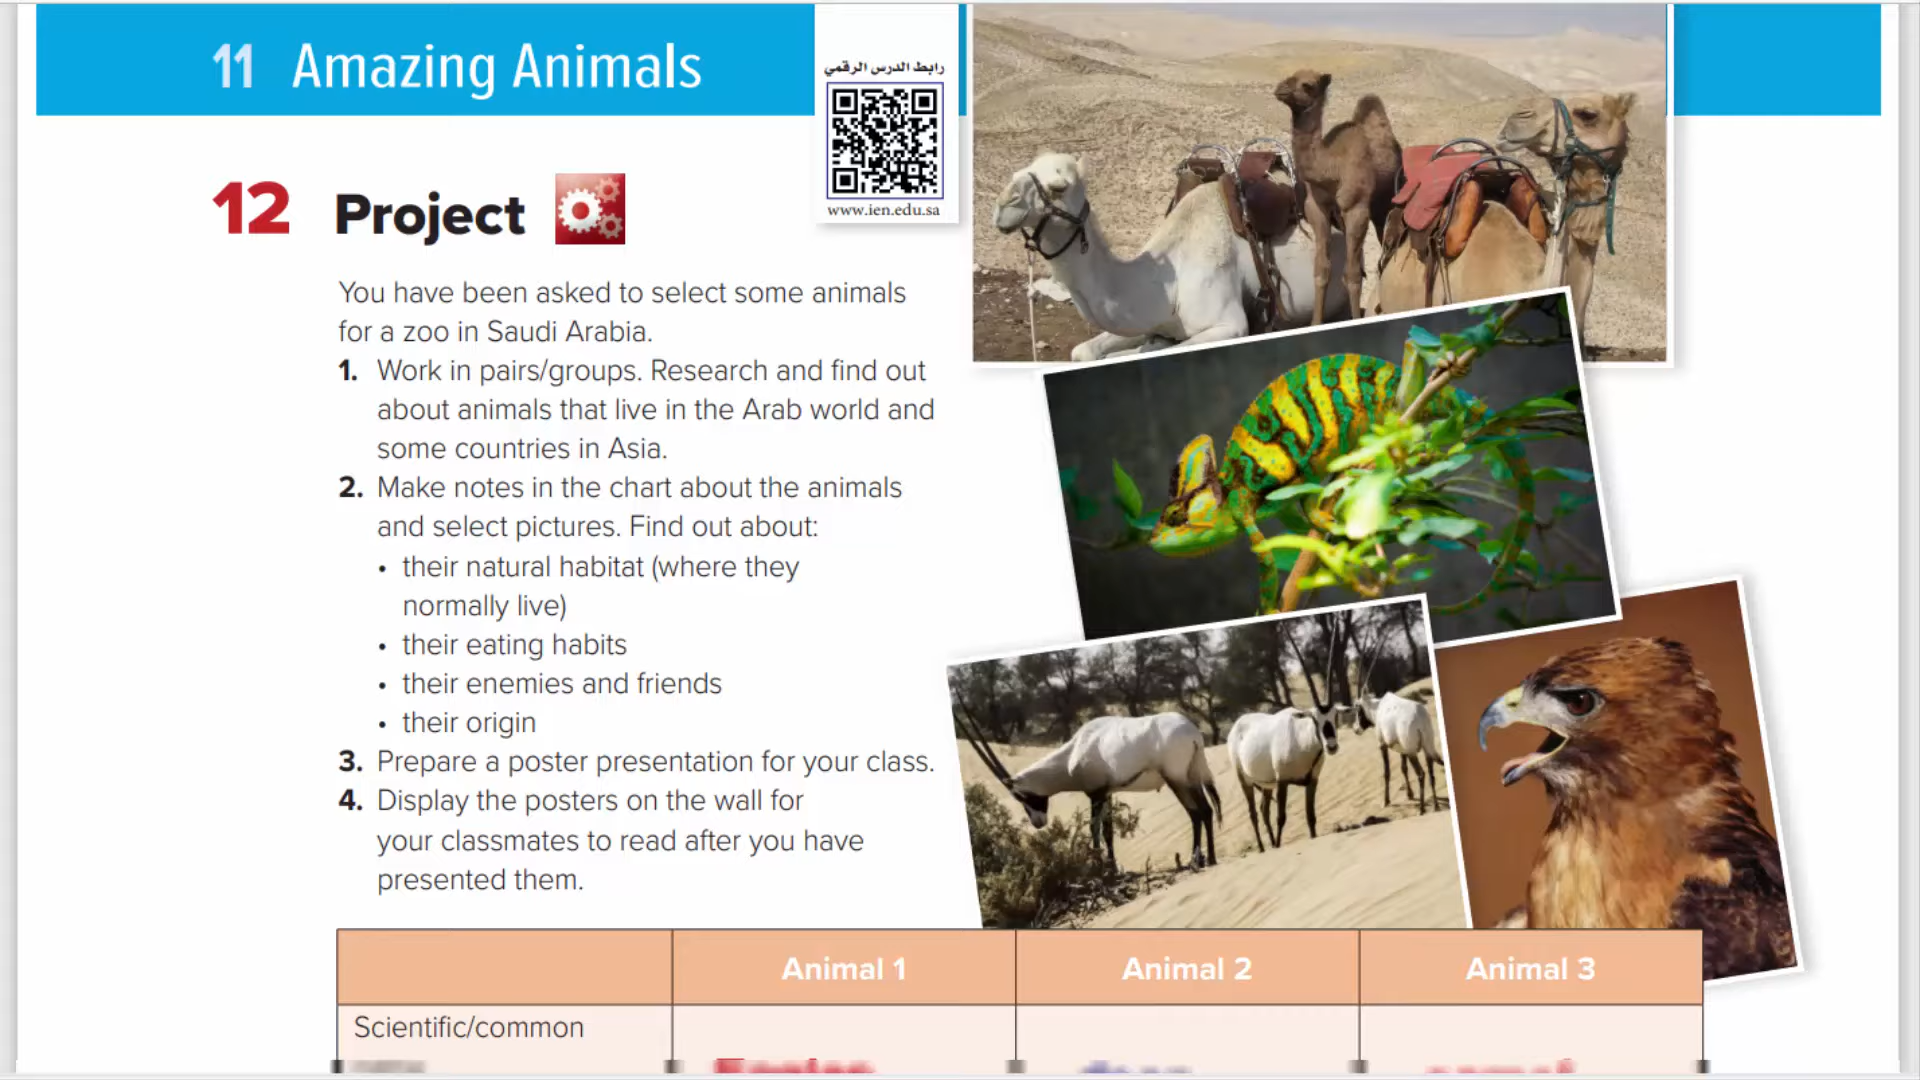 11 Amazing Animals
رابط الدرس الرقمي
www.ien.edu.sa
12 Project
You have been asked to select some animals
for a zoo in Saudi Arabia.
1. Work in pairs/groups. Research and find out
about animals that live in the Arab world and
some countries in Asia.
2. Make notes in the chart about the animals
and select pictures. Find out about:
• their natural habitat (where they
normally live)
• their eating habits
• their enemies and friends
• their origin
3. Prepare a poster presentation for your class.
4. Display the posters on the wall for
your classmates to read after you have
presented them.
Animal 1 Animal 2 Animal 3
Scientific/common